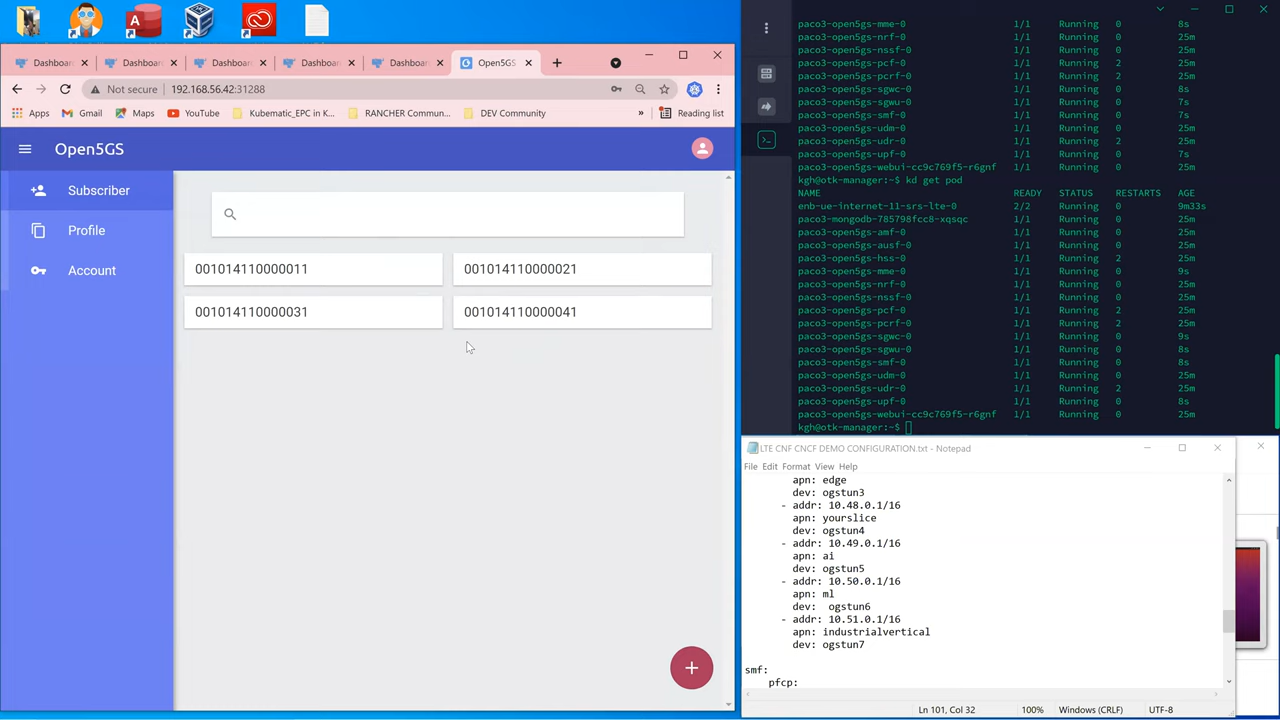 Dashboar
Dashboar
Dashboar
Dashboar
Dashboar
Open5GS
Not secure
192.168.56.42:31288
Apps
Gmail
Maps
YouTube
Kubematic_EPC in K...
RANCHER Commun...
DEV Community
»
Reading list
Open5GS
Subscriber
Profile
Account
001014110000011
001014110000021
001014110000031
001014110000041
+
paco3-open5gs-mme-0 1/1 Running 0 8s
paco3-open5gs-nrf-0 1/1 Running 0 25m
paco3-open5gs-nssf-0 1/1 Running 0 25m
paco3-open5gs-pcf-0 1/1 Running 2 25m
paco3-open5gs-pcrf-0 1/1 Running 2 25m
paco3-open5gs-sgwc-0 1/1 Running 0 8s
paco3-open5gs-sgwu-0 1/1 Running 0 7s
paco3-open5gs-smf-0 1/1 Running 0 7s
paco3-open5gs-udm-0 1/1 Running 0 25m
paco3-open5gs-udr-0 1/1 Running 2 25m
paco3-open5gs-upf-0 1/1 Running 0 7s
paco3-open5gs-webui-cc9c769f5-r6gnf 1/1 Running 0 25m
kgh@otk-manager:~$ kd get pod
NAME READY STATUS RESTARTS AGE
enb-ue-internet-11-srs-lte-0 2/2 Running 0 9m33s
paco3-mongodb-785798fcc8-xqsqc 1/1 Running 0 25m
paco3-open5gs-amf-0 1/1 Running 0 25m
paco3-open5gs-ausf-0 1/1 Running 0 25m
paco3-open5gs-hss-0 1/1 Running 2 25m
paco3-open5gs-mme-0 1/1 Running 0 9s
paco3-open5gs-nrf-0 1/1 Running 0 25m
paco3-open5gs-nssf-0 1/1 Running 0 25m
paco3-open5gs-pcf-0 1/1 Running 2 25m
paco3-open5gs-pcrf-0 1/1 Running 2 25m
paco3-open5gs-sgwc-0 1/1 Running 0 9s
paco3-open5gs-sgwu-0 1/1 Running 0 8s
paco3-open5gs-smf-0 1/1 Running 0 8s
paco3-open5gs-udm-0 1/1 Running 0 25m
paco3-open5gs-udr-0 1/1 Running 2 25m
paco3-open5gs-upf-0 1/1 Running 0 8s
paco3-open5gs-webui-cc9c769f5-r6gnf 1/1 Running 0 25m
kgh@otk-manager:~$
LTE CNF CNCF DEMO CONFIGURATION.txt - Notepad
File Edit Format View Help
apn: edge
dev: ogstun3
- addr: 10.48.0.1/16
apn: yourslice
dev: ogstun4
- addr: 10.49.0.1/16
apn: ai
dev: ogstun5
- addr: 10.50.0.1/16
apn: ml
dev:  ogstun6
- addr: 10.51.0.1/16
apn: industrialvertical
dev: ogstun7
smf:
pfcp:
Ln 101, Col 32
100%
Windows (CRLF)
UTF-8